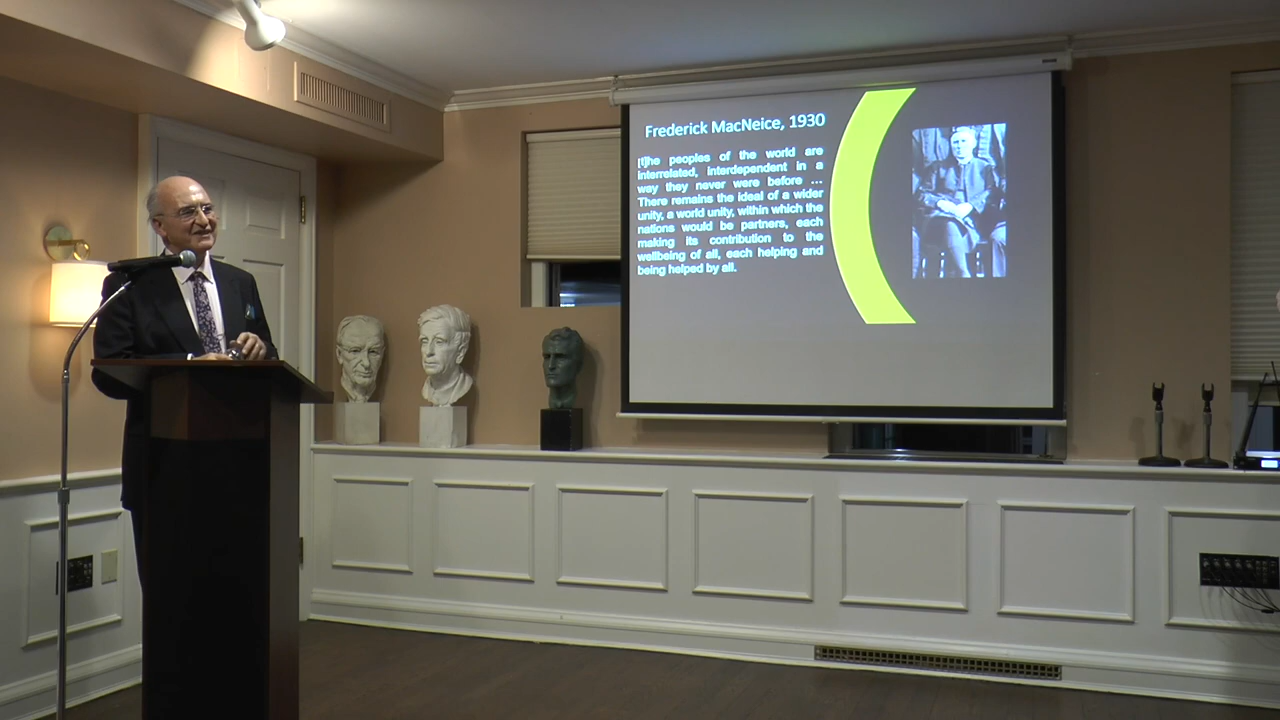 Frederick MacNeice, 1930
[t]he peoples of the world are
interrelated, interdependent in a
way they never were before ...
There remains the ideal of a wider
unity, a world unity, within which the
nations would be partners, each
making its contribution to the
wellbeing of all, each helping and
being helped by all.